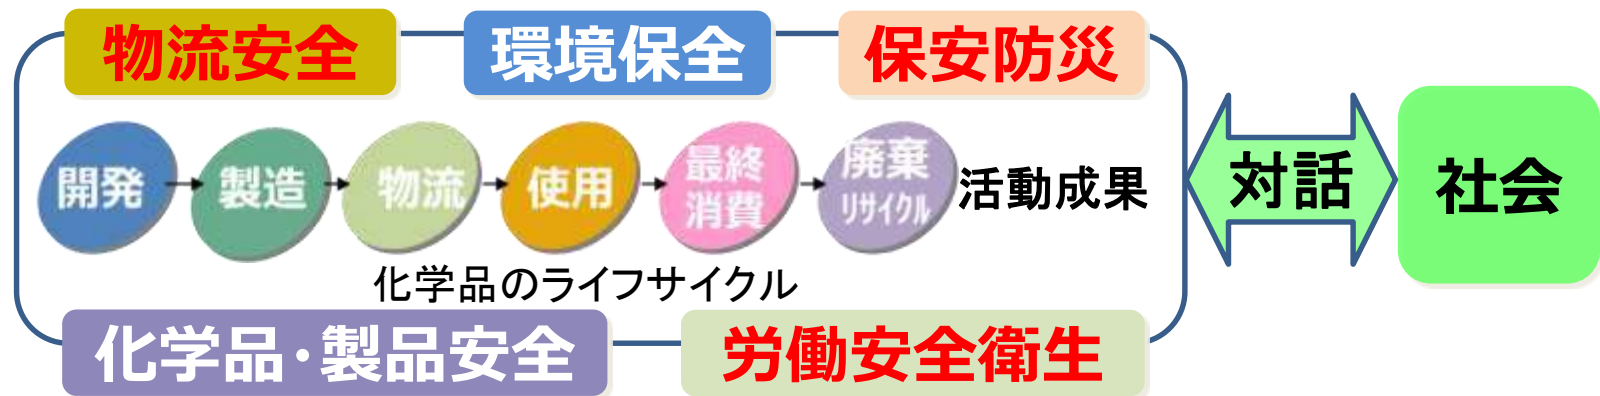 物流安全
環境保全
保安防災
開発
製造
物流
使用
最終
消費
廃棄
リサイクル
活動成果
対話
社会
化学品のライフサイクル
化学品・製品安全
労働安全衛生